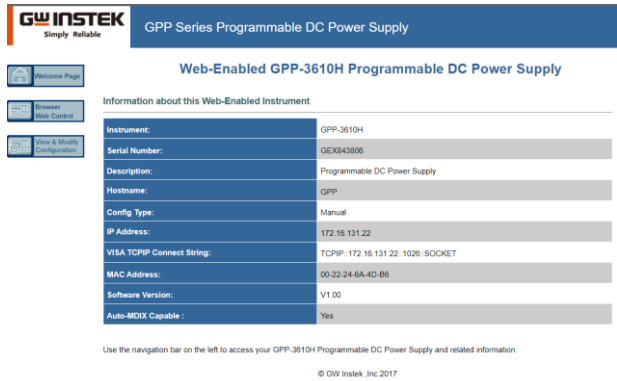 GW INSTEK
Simply Reliable
GPP Series Programmable DC Power Supply
Welcome Page
Browser
Web Control
View & Modify
Configuration
Web-Enabled GPP-3610H Programmable DC Power Supply
Information about this Web-Enabled Instrument
Instrument: GPP-3610H
Serial Number: GEX843806
Description: Programmable DC Power Supply
Hostname: GPP
Config Type: Manual
IP Address: 172.16.131.22
VISA TCPIP Connect String: TCPIP::172.16.131.22::1026::SOCKET
MAC Address: 00-22-24-6A-4D-B6
Software Version: V1.00
Auto-MDIX Capable : Yes
Use the navigation bar on the left to access your GPP-3610H Programmable DC Power Supply and related information.
© GW Instek ,Inc.2017